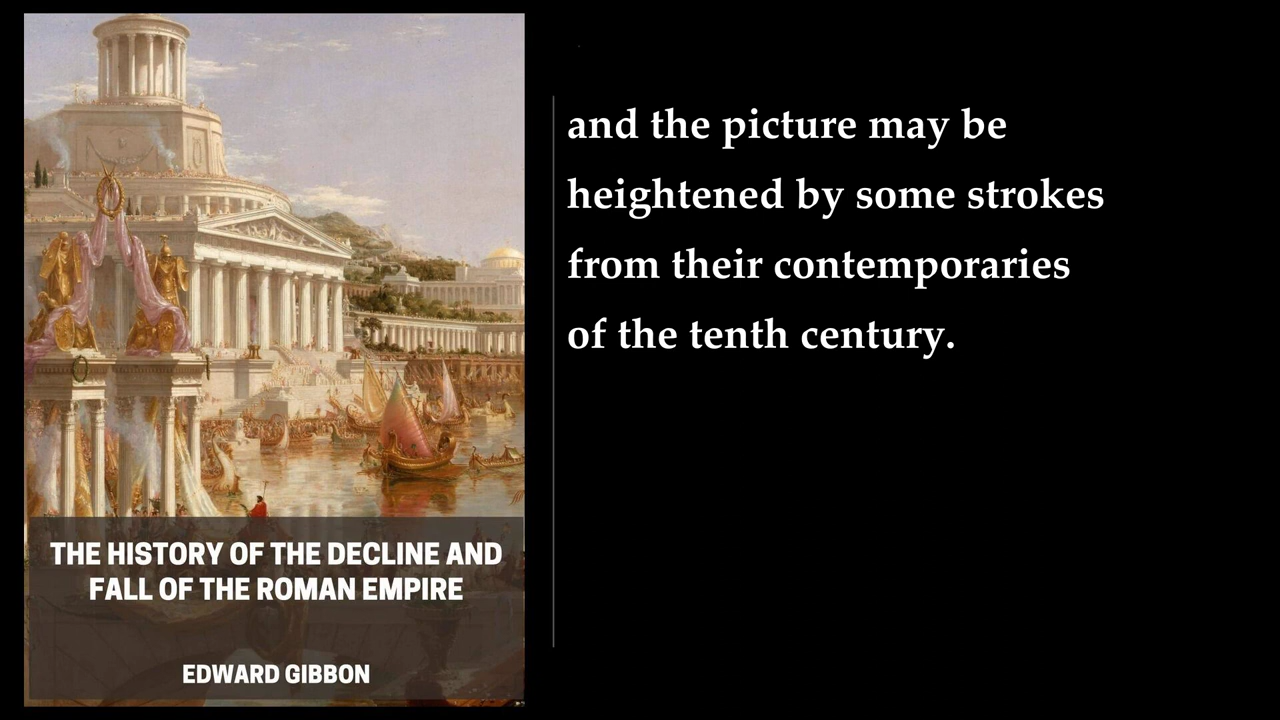 THE HISTORY OF THE DECLINE AND
FALL OF THE ROMAN EMPIRE
EDWARD GIBBON
and the picture may be
heightened by some strokes
from their contemporaries
of the tenth century.